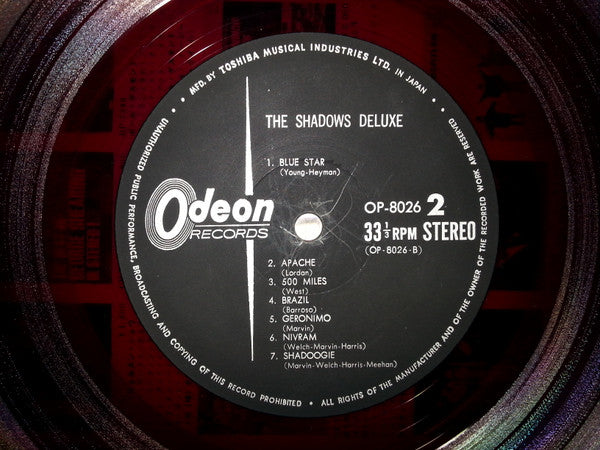 MFD. BY TOSHIBA MUSICAL INDUSTRIES LTD. IN JAPAN •
THE SHADOWS DELUXE
1. BLUE STAR
(Young-Heyman)
Odeon
RECORDS
OP-8026 2
33 1/3 RPM STEREO
(OP-8026-B)
2. APACHE
(Lordan)
3. 500 MILES
(West)
4. BRAZIL
(Barroso)
5. GERONIMO
(Marvin)
6. NIVRAM
(Welch-Marvin-Harris)
7. SHADOOGIE
(Marvin-Welch-Harris-Meehan)
• UNAUTHORIZED PUBLIC PERFORMANCE, BROADCASTING AND COPYING OF THIS RECORD PROHIBITED • ALL RIGHTS OF THE MANUFACTURER AND OF THE OWNER OF THE RECORDED WORK ARE RESERVED